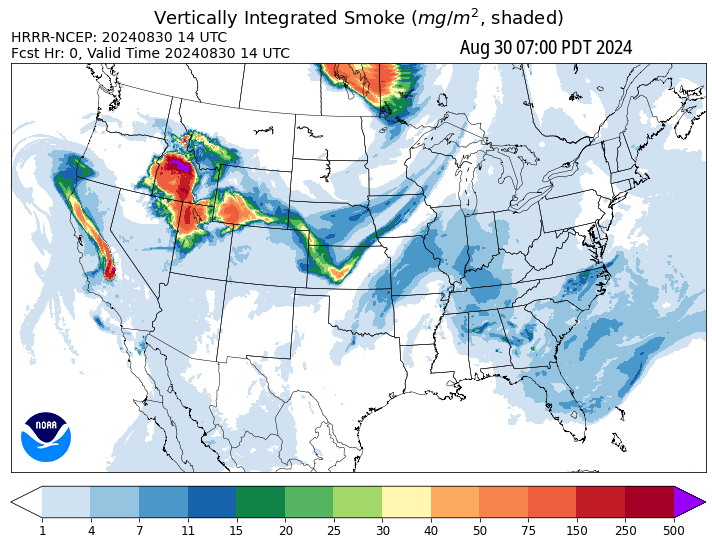 Vertically Integrated Smoke (mg/m², shaded)
HRRR-NCEP: 20240830 14 UTC
Fcst Hr: 0, Valid Time 20240830 14 UTC
Aug 30 07:00 PDT 2024
NOAA
1 4 7 11 15 20 25 30 40 50 75 150 250 500